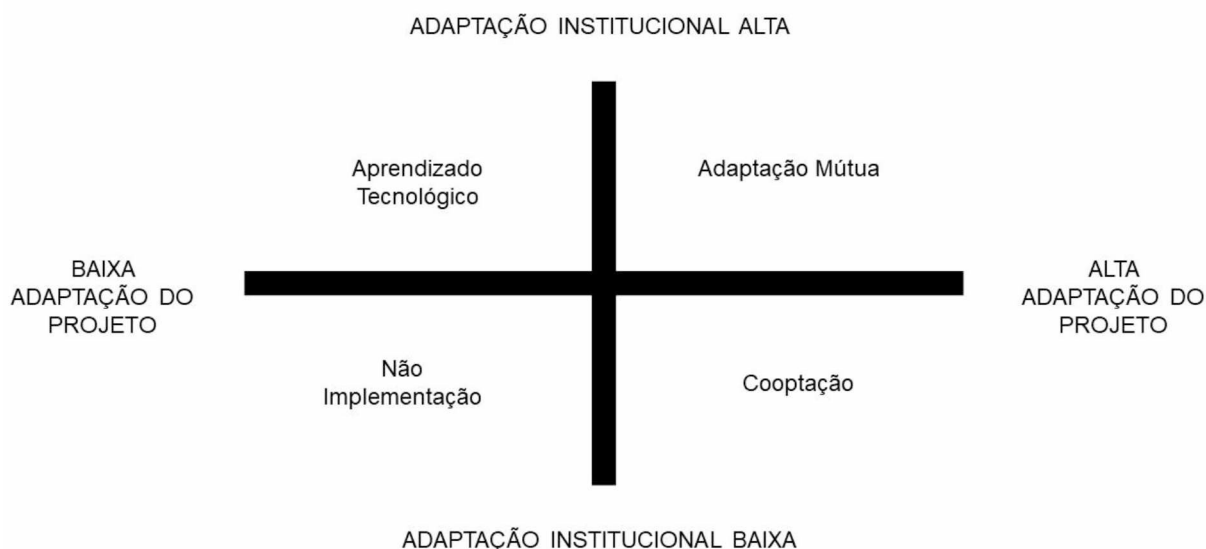 ADAPTAÇÃO INSTITUCIONAL ALTA
Aprendizado
Tecnológico
Adaptação Mútua
BAIXA
ADAPTAÇÃO DO
PROJETO
ALTA
ADAPTAÇÃO DO
PROJETO
Não
Implementação
Cooptação
ADAPTAÇÃO INSTITUCIONAL BAIXA